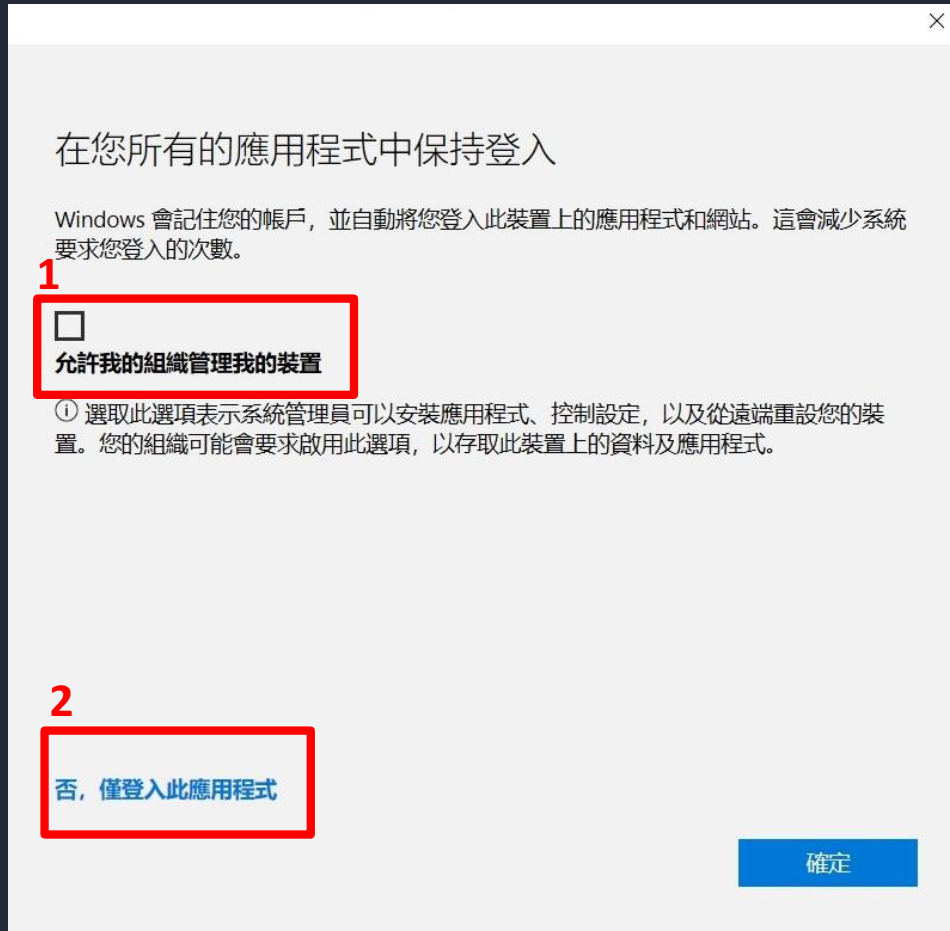 在您所有的應用程式中保持登入
Windows 會記住您的帳戶，並自動將您登入此裝置上的應用程式和網站。這會減少系統
要求您登入的次數。
1
允許我的組織管理我的裝置
ⓘ 選取此選項表示系統管理員可以安裝應用程式、控制設定，以及從遠端重設您的裝
置。您的組織可能會要求啟用此選項，以存取此裝置上的資料及應用程式。
2
否，僅登入此應用程式
確定